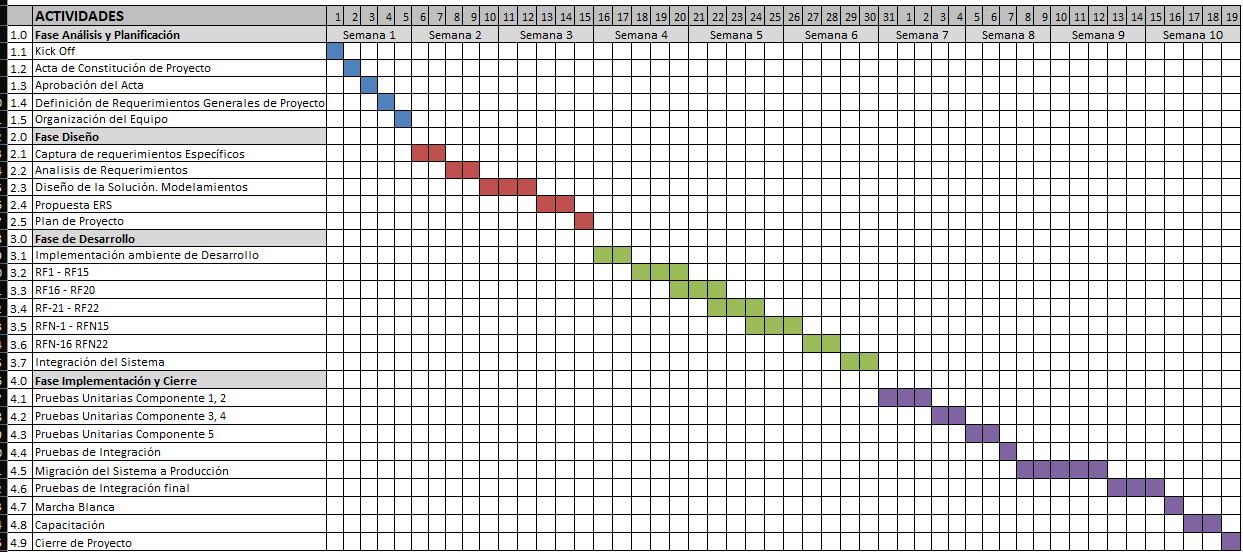 ACTIVIDADES 1 2 3 4 5 6 7 8 9 10 11 12 13 14 15 16 17 18 19 20 21 22 23 24 25 26 27 28 29 30 31 1 2 3 4 5 6 7 8 9 10 11 12 13 14 15 16 17 18 19
1.0 Fase Análisis y Planificación Semana 1 Semana 2 Semana 3 Semana 4 Semana 5 Semana 6 Semana 7 Semana 8 Semana 9 Semana 10
1.1 Kick Off
1.2 Acta de Constitución de Proyecto
1.3 Aprobación del Acta
1.4 Definición de Requerimientos Generales de Proyecto
1.5 Organización del Equipo
2.0 Fase Diseño
2.1 Captura de requerimientos Específicos
2.2 Analisis de Requerimientos
2.3 Diseño de la Solución. Modelamientos
2.4 Propuesta ERS
2.5 Plan de Proyecto
3.0 Fase de Desarrollo
3.1 Implementación ambiente de Desarrollo
3.2 RF1 - RF15
3.3 RF16 - RF20
3.4 RF-21 - RF22
3.5 RFN-1 - RFN15
3.6 RFN-16 RFN22
3.7 Integración del Sistema
4.0 Fase Implementación y Cierre
4.1 Pruebas Unitarias Componente 1, 2
4.2 Pruebas Unitarias Componente 3, 4
4.3 Pruebas Unitarias Componente 5
4.4 Pruebas de Integración
4.5 Migración del Sistema a Producción
4.6 Pruebas de Integración final
4.7 Marcha Blanca
4.8 Capacitación
4.9 Cierre de Proyecto